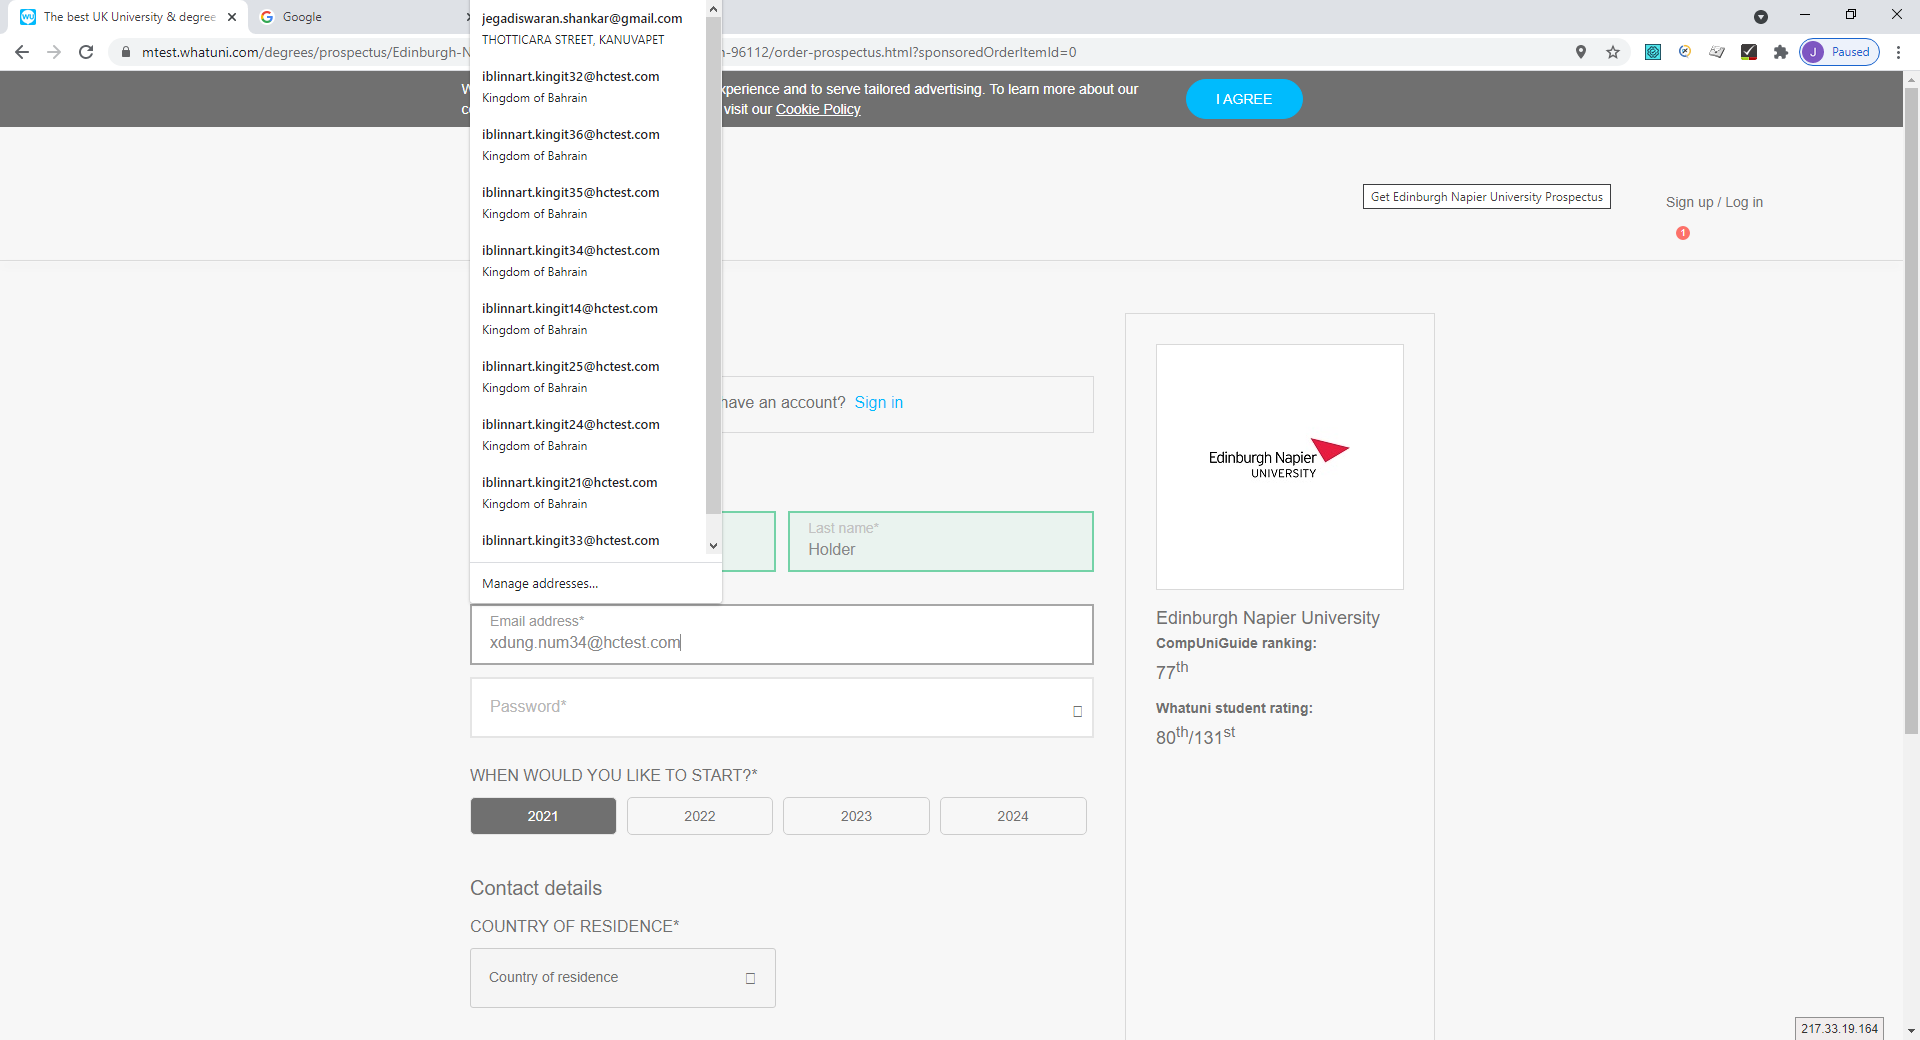 The best UK University & degree
Google
mtest.whatuni.com/degrees/prospectus/Edinburgh-N
n-96112/order-prospectus.html?sponsoredOrderItemId=0
J Paused
xperience and to serve tailored advertising. To learn more about our
visit our Cookie Policy
I AGREE
jegadiswaran.shankar@gmail.com
THOTTICARA STREET, KANUVAPET
iblinnart.kingit32@hctest.com
Kingdom of Bahrain
iblinnart.kingit36@hctest.com
Kingdom of Bahrain
iblinnart.kingit35@hctest.com
Kingdom of Bahrain
iblinnart.kingit34@hctest.com
Kingdom of Bahrain
iblinnart.kingit14@hctest.com
Kingdom of Bahrain
iblinnart.kingit25@hctest.com
Kingdom of Bahrain
iblinnart.kingit24@hctest.com
Kingdom of Bahrain
iblinnart.kingit21@hctest.com
Kingdom of Bahrain
iblinnart.kingit33@hctest.com
Manage addresses...
Get Edinburgh Napier University Prospectus
Sign up / Log in
1
have an account? Sign in
Last name*
Holder
Email address*
xdung.num34@hctest.com
Password*
WHEN WOULD YOU LIKE TO START?*
2021 2022 2023 2024
Contact details
COUNTRY OF RESIDENCE*
Country of residence
Edinburgh Napier
UNIVERSITY
Edinburgh Napier University
CompUniGuide ranking:
77th
Whatuni student rating:
80th/131st
217.33.19.164